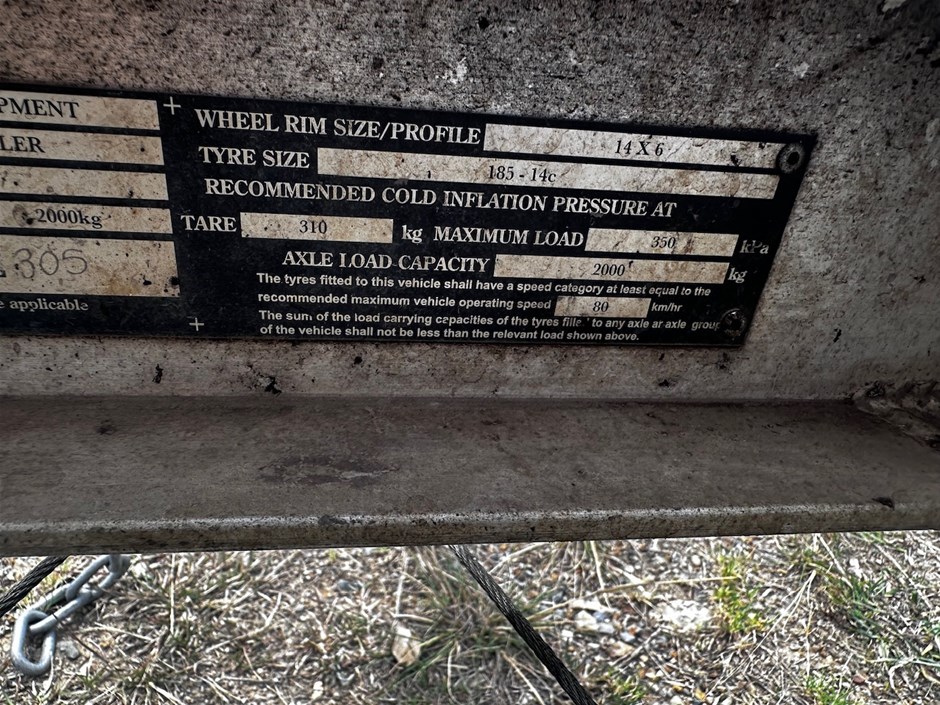 PMENT
LER
2000kg
305
e applicable
WHEEL RIM SIZE/PROFILE 14 X 6
TYRE SIZE 185 - 14c
RECOMMENDED COLD INFLATION PRESSURE AT
TARE 310 kg MAXIMUM LOAD 350 kPa
AXLE LOAD CAPACITY 2000 kg
The tyres fitted to this vehicle shall have a speed category at least equal to the
recommended maximum vehicle operating speed 80 km/hr
The sum of the load carrying capacities of the tyres to any axle ar axle group
of the vehicle shall not be less than the relevant load shown above.